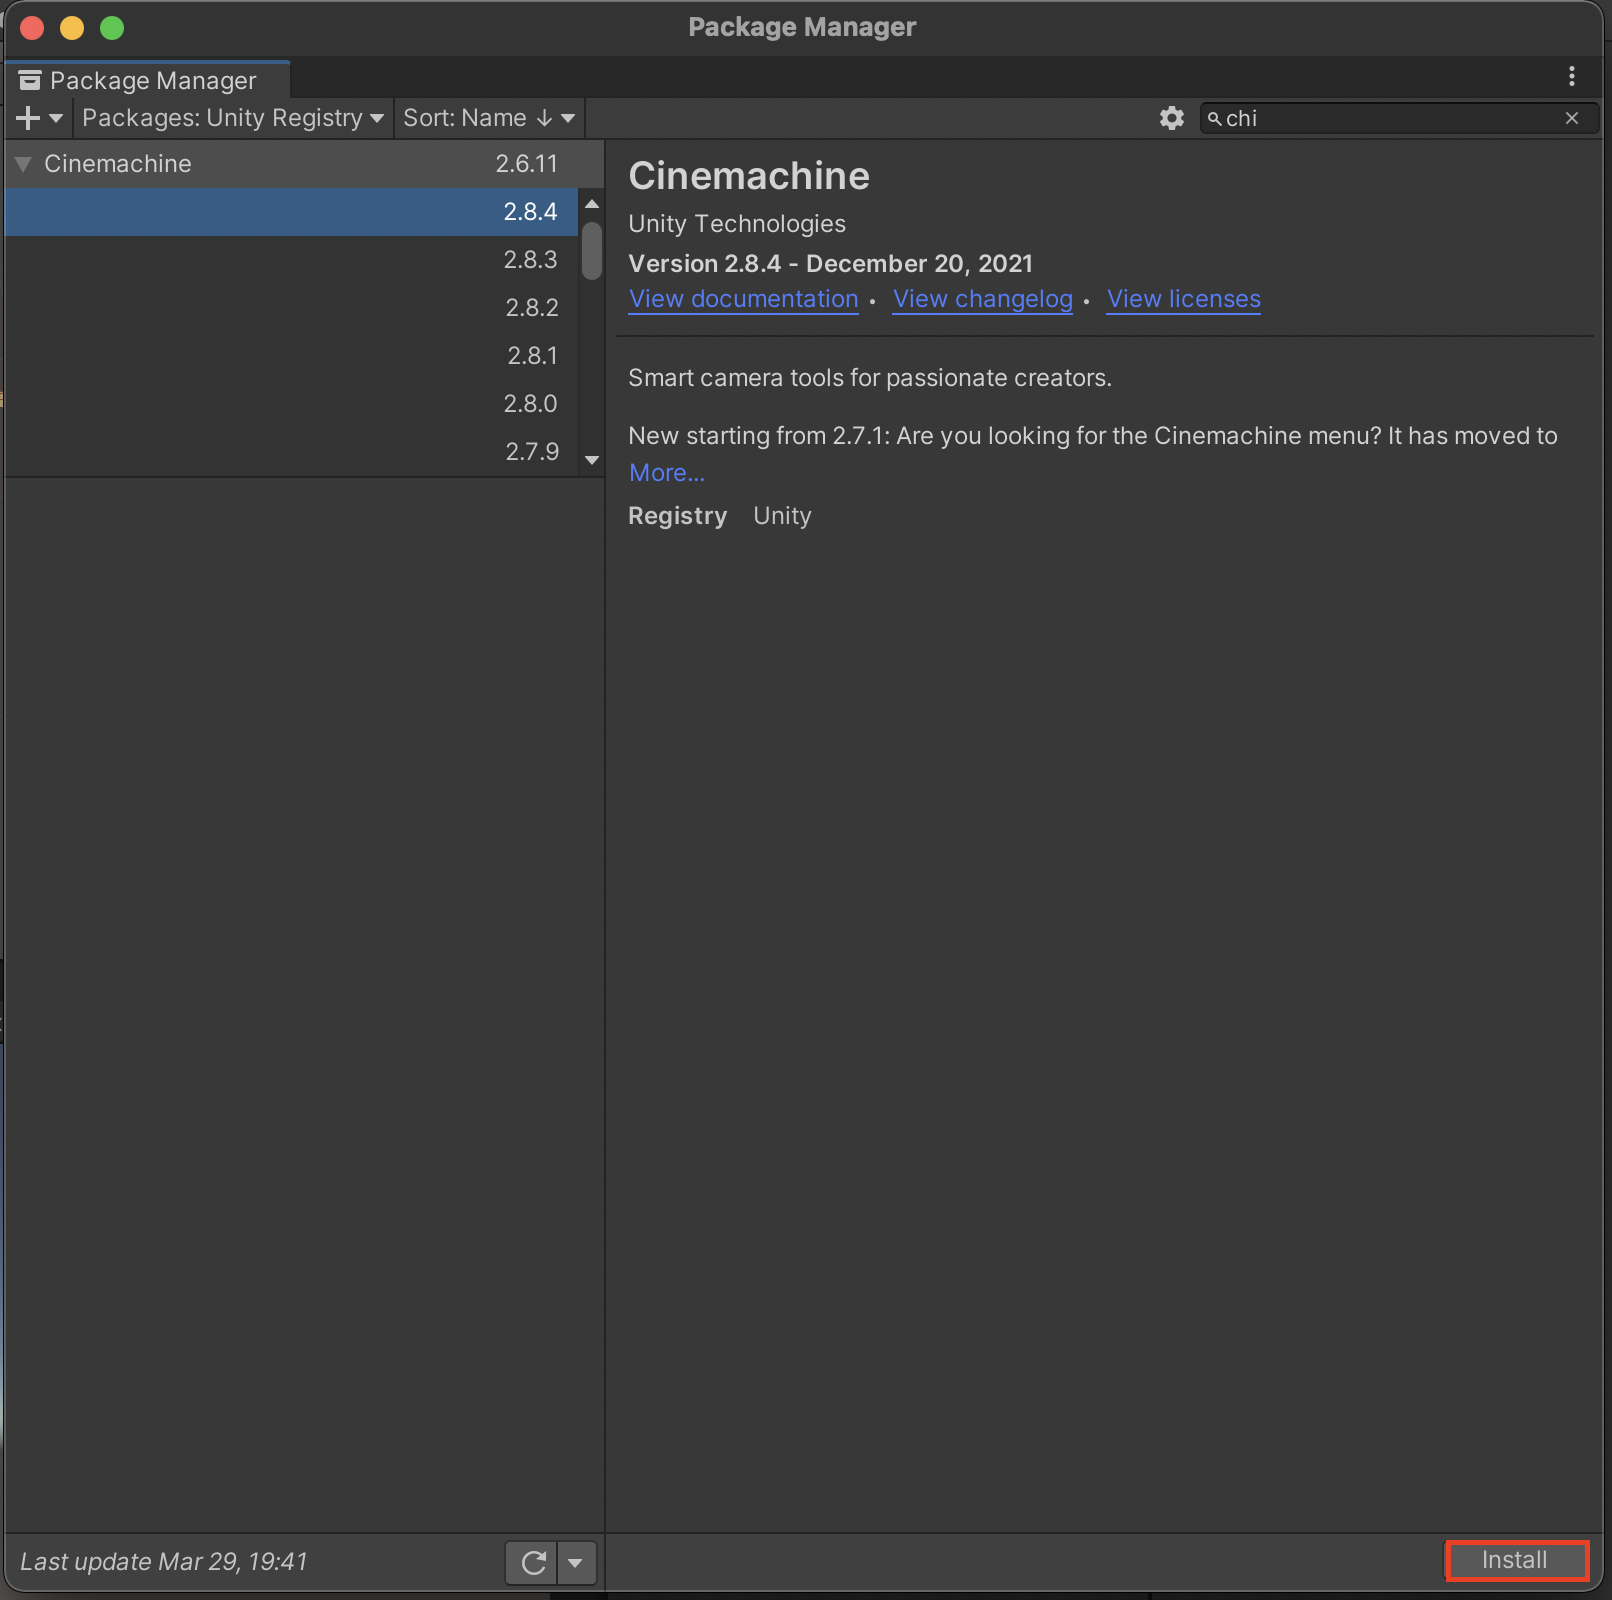 Package Manager
Package Manager
Packages: Unity Registry
Sort: Name ↓
chi
Cinemachine 2.6.11
2.8.4
2.8.3
2.8.2
2.8.1
2.8.0
2.7.9
Cinemachine
Unity Technologies
Version 2.8.4 - December 20, 2021
View documentation • View changelog • View licenses
Smart camera tools for passionate creators.
New starting from 2.7.1: Are you looking for the Cinemachine menu? It has moved to
More...
Registry Unity
Last update Mar 29, 19:41
Install